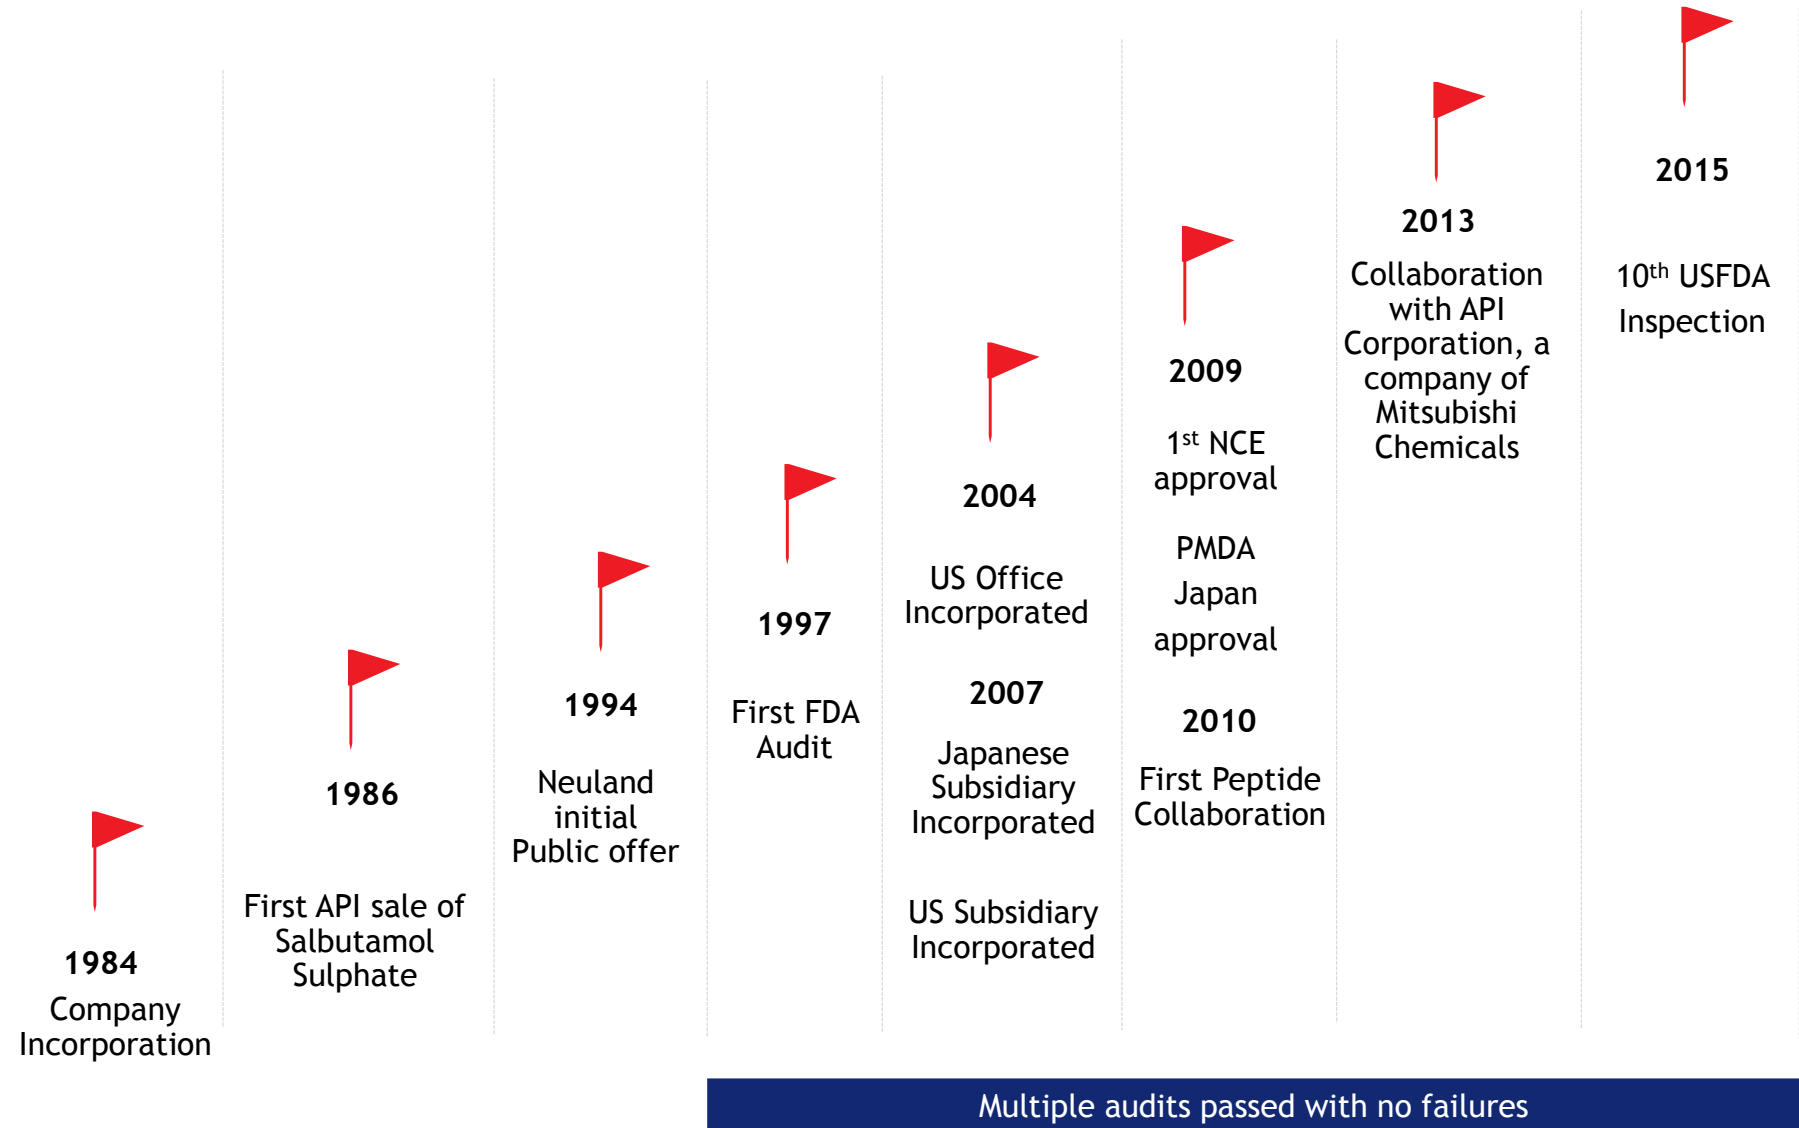 1984
Company
Incorporation
1986
First API sale of
Salbutamol
Sulphate
1994
Neuland
initial
Public offer
1997
First FDA
Audit
2004
US Office
Incorporated
2007
Japanese
Subsidiary
Incorporated
US Subsidiary
Incorporated
2009
1st NCE
approval
PMDA
Japan
approval
2010
First Peptide
Collaboration
2013
Collaboration
with API
Corporation, a
company of
Mitsubishi
Chemicals
2015
10th USFDA
Inspection
Multiple audits passed with no failures